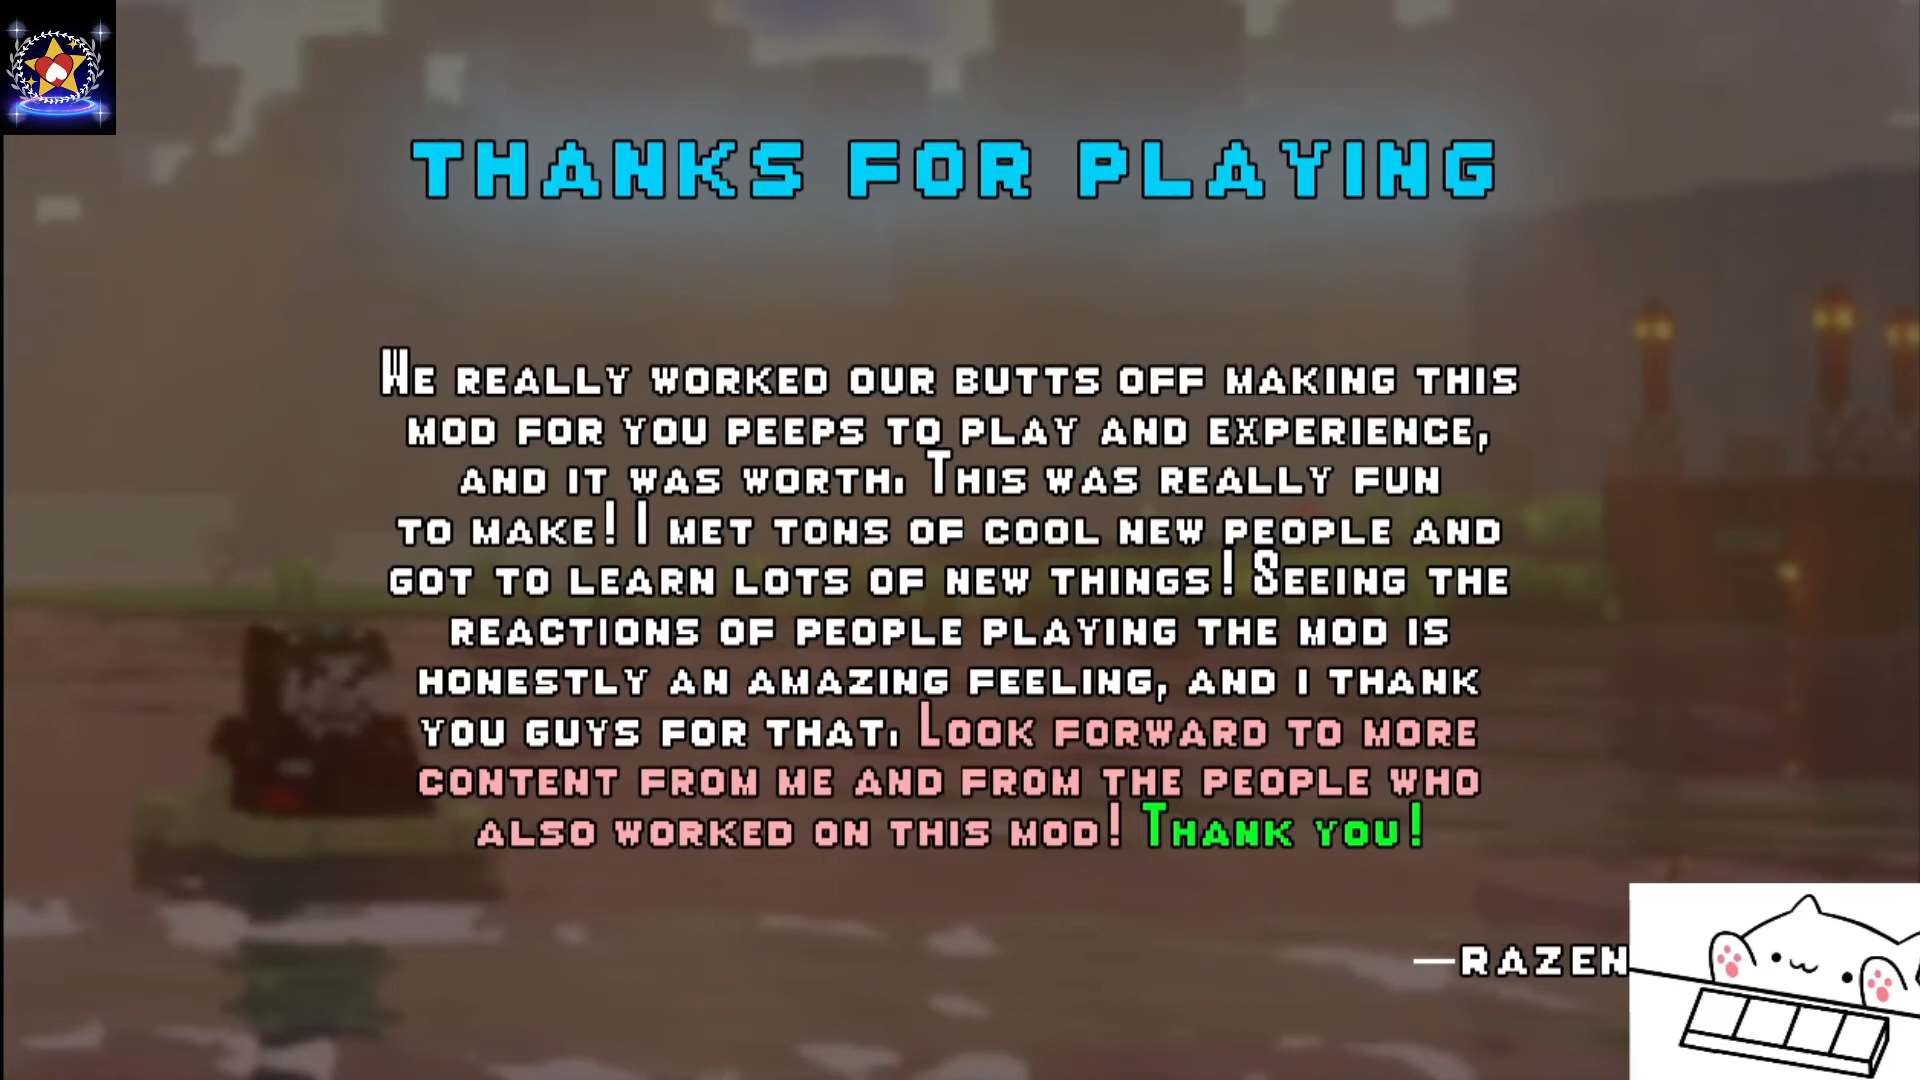 THANKS FOR PLAYING
WE REALLY WORKED OUR BUTTS OFF MAKING THIS
MOD FOR YOU PEEPS TO PLAY AND EXPERIENCE,
AND IT WAS WORTH. THIS WAS REALLY FUN
TO MAKE! I MET TONS OF COOL NEW PEOPLE AND
GOT TO LEARN LOTS OF NEW THINGS! SEEING THE
REACTIONS OF PEOPLE PLAYING THE MOD IS
HONESTLY AN AMAZING FEELING, AND I THANK
YOU GUYS FOR THAT. LOOK FORWARD TO MORE
CONTENT FROM ME AND FROM THE PEOPLE WHO
ALSO WORKED ON THIS MOD! THANK YOU!
—RAZEN